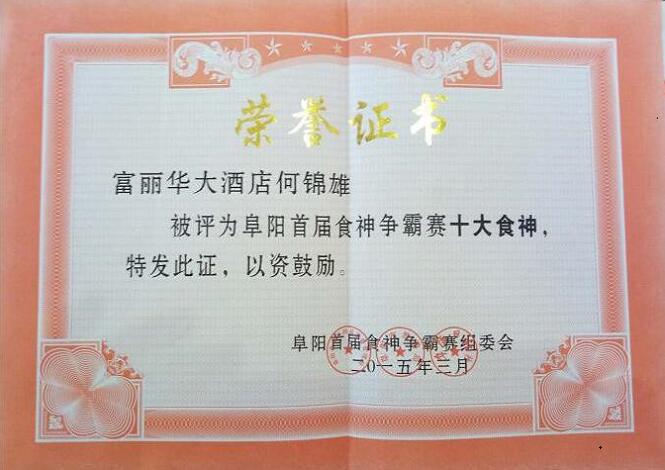 荣誉证书
富丽华大酒店何锦雄
被评为阜阳首届食神争霸赛十大食神，
特发此证，以资鼓励。
阜阳首届食神争霸赛组委会
二〇一五年三月